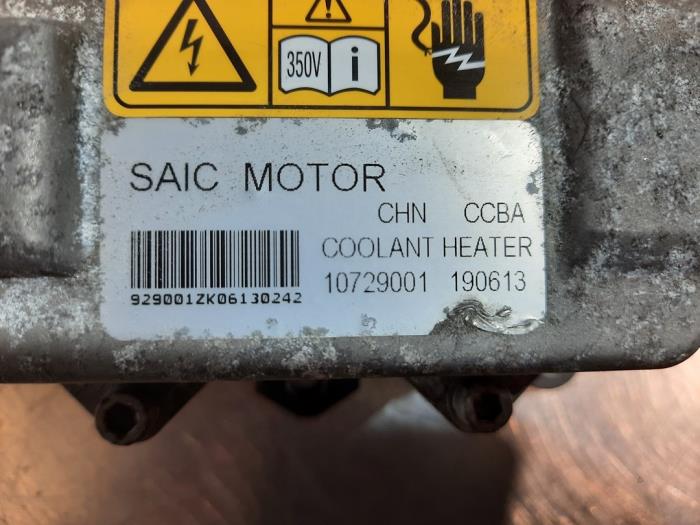 350V i
SAIC MOTOR
CHN CCBA
COOLANT HEATER
10729001 190613
929001ZK06130242